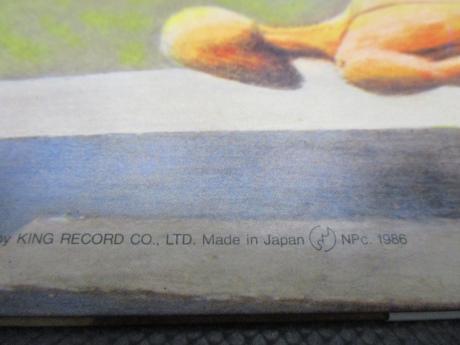 by KING RECORD CO., LTD. Made in Japan NPc. 1986